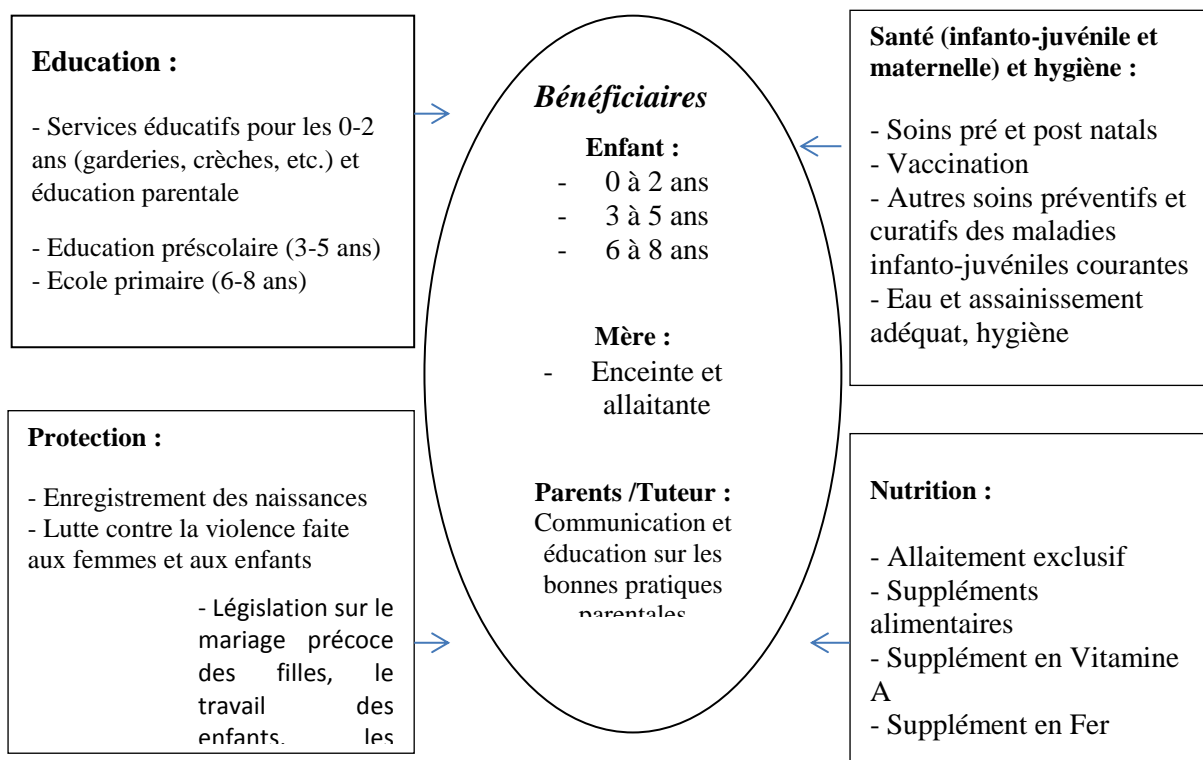 Education :
- Services éducatifs pour les 0-2
ans (garderies, crèches, etc.) et
éducation parentale
- Education préscolaire (3-5 ans)
- Ecole primaire (6-8 ans)
Bénéficiaires
Enfant :
- 0 à 2 ans
- 3 à 5 ans
- 6 à 8 ans
Mère :
- Enceinte et
allaitante
Parents /Tuteur :
Communication et
éducation sur les
bonnes pratiques
parentales
Santé (infanto-juvénile et
maternelle) et hygiène :
- Soins pré et post natals
- Vaccination
- Autres soins préventifs et
curatifs des maladies
infanto-juvéniles courantes
- Eau et assainissement
adéquat, hygiène
Protection :
- Enregistrement des naissances
- Lutte contre la violence faite
aux femmes et aux enfants
- Législation sur le
mariage précoce
des filles, le
travail des
enfants, les
Nutrition :
- Allaitement exclusif
- Suppléments
alimentaires
- Supplément en Vitamine
A
- Supplément en Fer